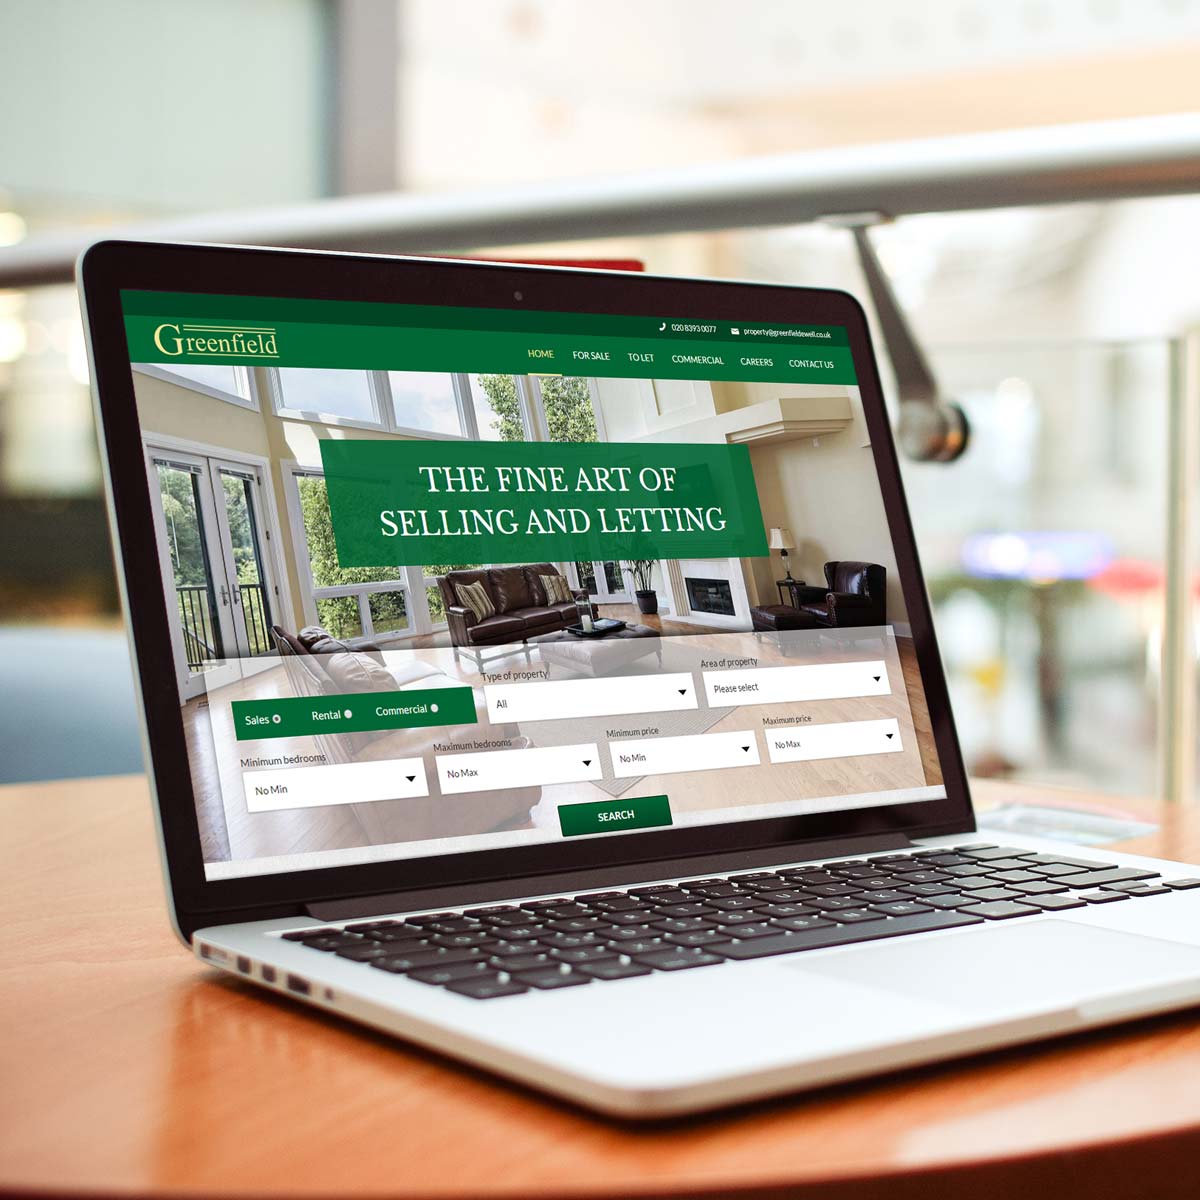 020 8393 0077 property@greenfieldewell.co.uk
Greenfield
HOME FOR SALE TO LET COMMERCIAL CAREERS CONTACT US
THE FINE ART OF
SELLING AND LETTING
Sales Rental Commercial
Type of property
All
Area of property
Please select
Minimum bedrooms
No Min
Maximum bedrooms
No Max
Minimum price
No Min
Maximum price
No Max
SEARCH